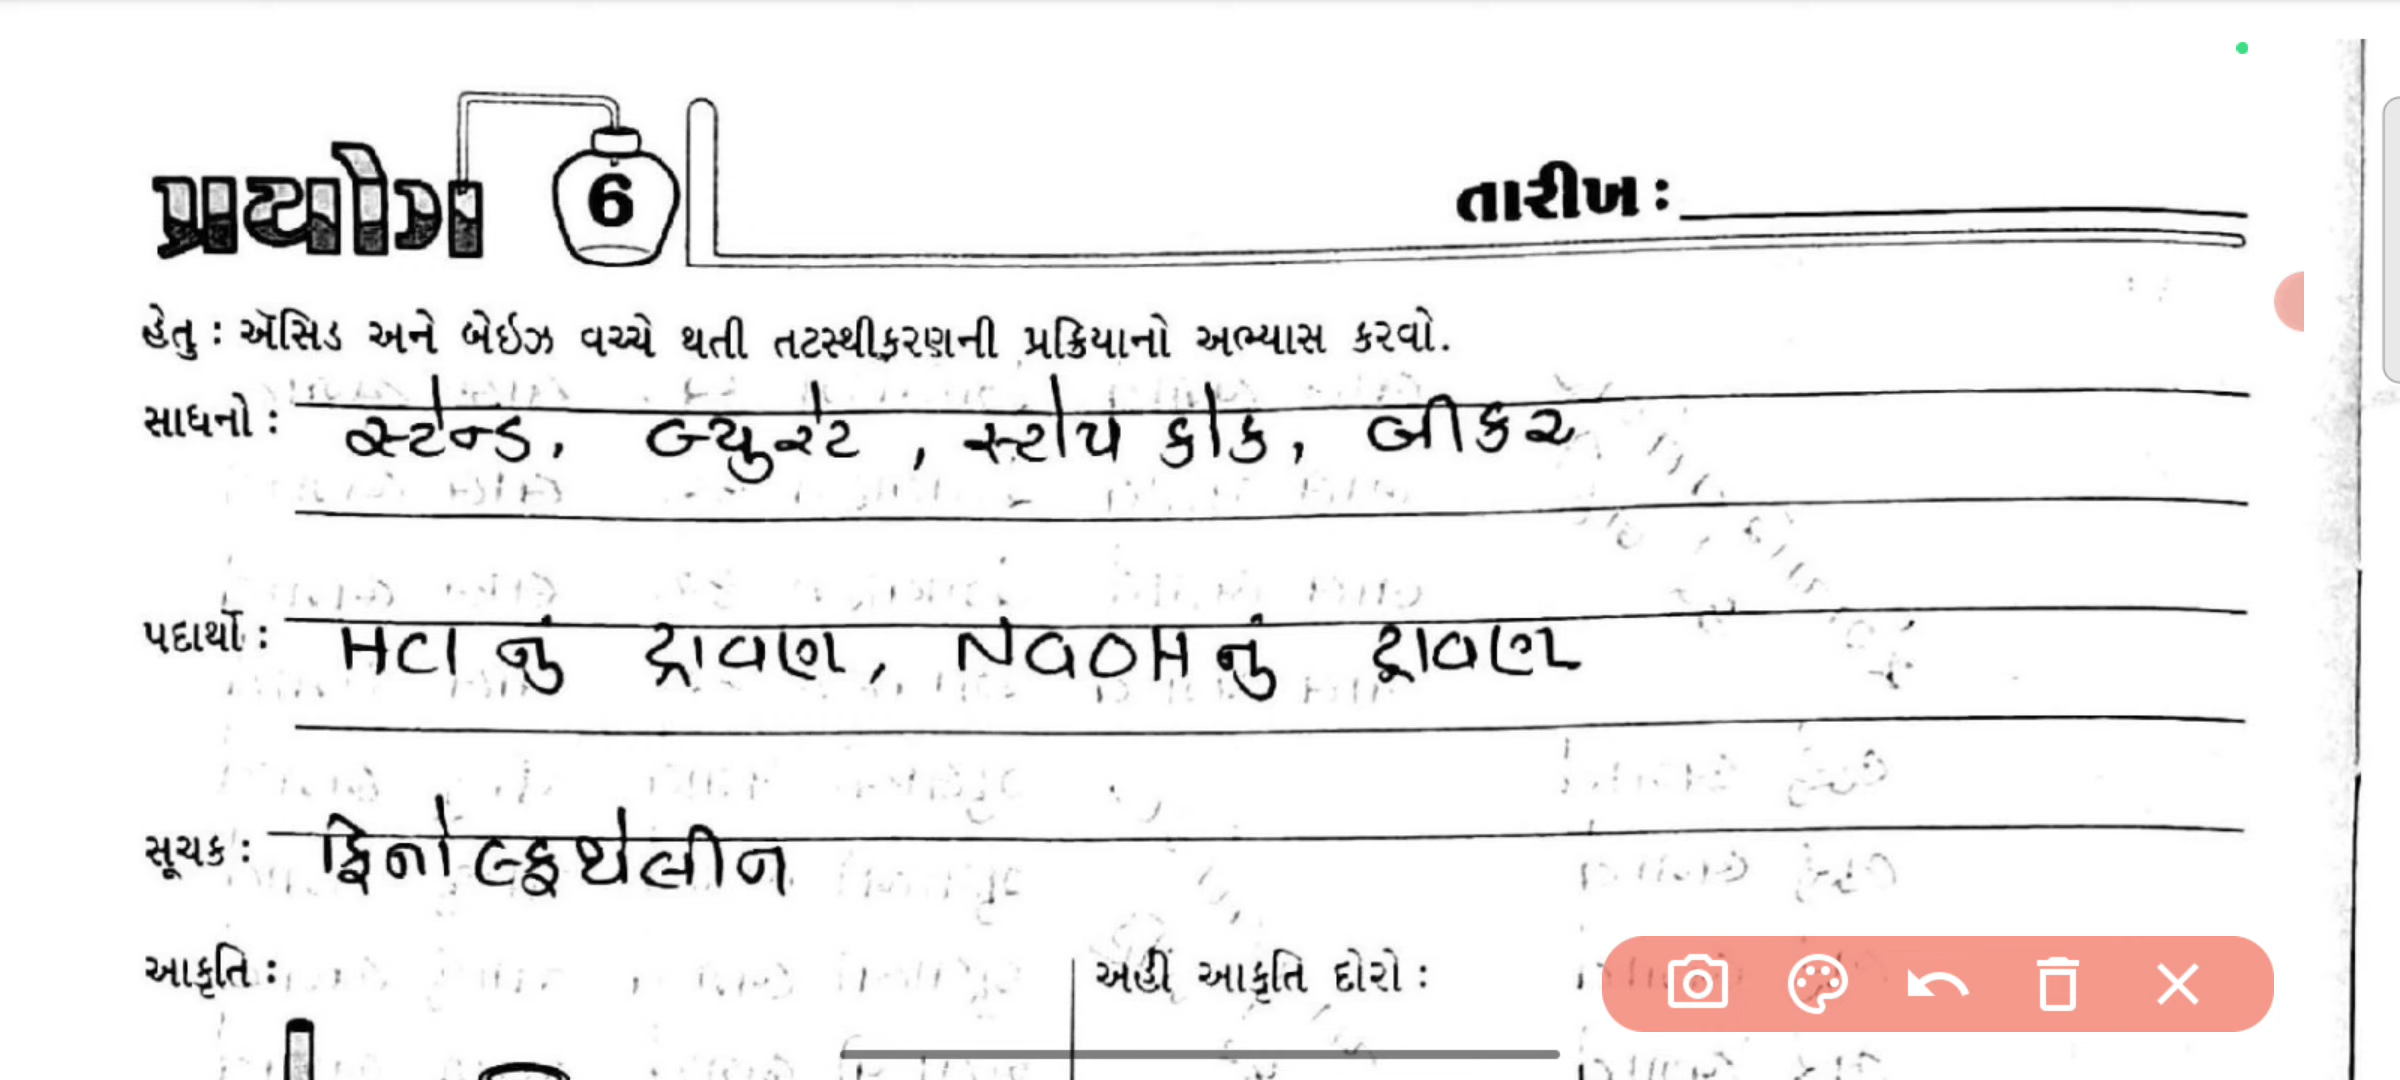 પ્રયોગ 6
તારીખ :
હેતુ : ઍસિડ અને બેઇઝ વચ્ચે થતી તટસ્થીકરણની પ્રક્રિયાનો અભ્યાસ કરવો.
સાધનો : સ્ટેન્ડ, બ્યુરેટ, સ્ટોપ કોક, બીકર
પદાર્થો : HCl નું દ્રાવણ, NaOH નું દ્રાવણ
સૂચક : ફિનોલ્ફથેલીન
આકૃતિ :
અહીં આકૃતિ દોરો :